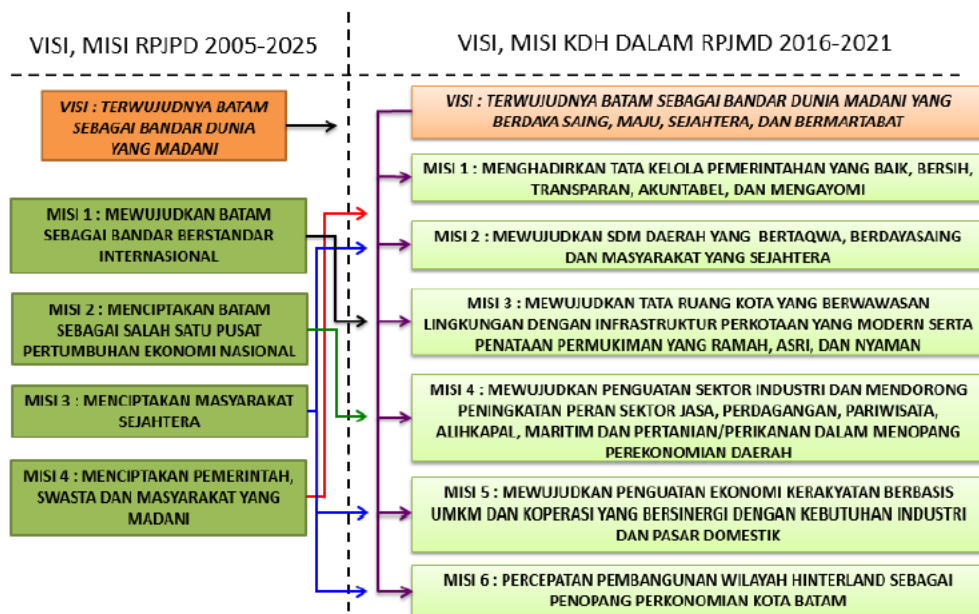 VISI, MISI RPJPD 2005-2025
VISI, MISI KDH DALAM RPJMD 2016-2021
VISI : TERWUJUDNYA BATAM
SEBAGAI BANDAR DUNIA
YANG MADANI
MISI 1 : MEWUJUDKAN BATAM
SEBAGAI BANDAR BERSTANDAR
INTERNASIONAL
MISI 2 : MENCIPTAKAN BATAM
SEBAGAI SALAH SATU PUSAT
PERTUMBUHAN EKONOMI NASIONAL
MISI 3 : MENCIPTAKAN MASYARAKAT
SEJAHTERA
MISI 4 : MENCIPTAKAN PEMERINTAH,
SWASTA DAN MASYARAKAT YANG
MADANI
VISI : TERWUJUDNYA BATAM SEBAGAI BANDAR DUNIA MADANI YANG
BERDAYA SAING, MAJU, SEJAHTERA, DAN BERMARTABAT
MISI 1 : MENGHADIRKAN TATA KELOLA PEMERINTAHAN YANG BAIK, BERSIH,
TRANSPARAN, AKUNTABEL, DAN MENGAYOMI
MISI 2 : MEWUJUDKAN SDM DAERAH YANG BERTAQWA, BERDAYASAING
DAN MASYARAKAT YANG SEJAHTERA
MISI 3 : MEWUJUDKAN TATA RUANG KOTA YANG BERWAWASAN
LINGKUNGAN DENGAN INFRASTRUKTUR PERKOTAAN YANG MODERN SERTA
PENATAAN PERMUKIMAN YANG RAMAH, ASRI, DAN NYAMAN
MISI 4 : MEWUJUDKAN PENGUATAN SEKTOR INDUSTRI DAN MENDORONG
PENINGKATAN PERAN SEKTOR JASA, PERDAGANGAN, PARIWISATA,
ALIHKAPAL, MARITIM DAN PERTANIAN/PERIKANAN DALAM MENOPANG
PEREKONOMIAN DAERAH
MISI 5 : MEWUJUDKAN PENGUATAN EKONOMI KERAKYATAN BERBASIS
UMKM DAN KOPERASI YANG BERSINERGI DENGAN KEBUTUHAN INDUSTRI
DAN PASAR DOMESTIK
MISI 6 : PERCEPATAN PEMBANGUNAN WILAYAH HINTERLAND SEBAGAI
PENOPANG PERKONOMIAN KOTA BATAM